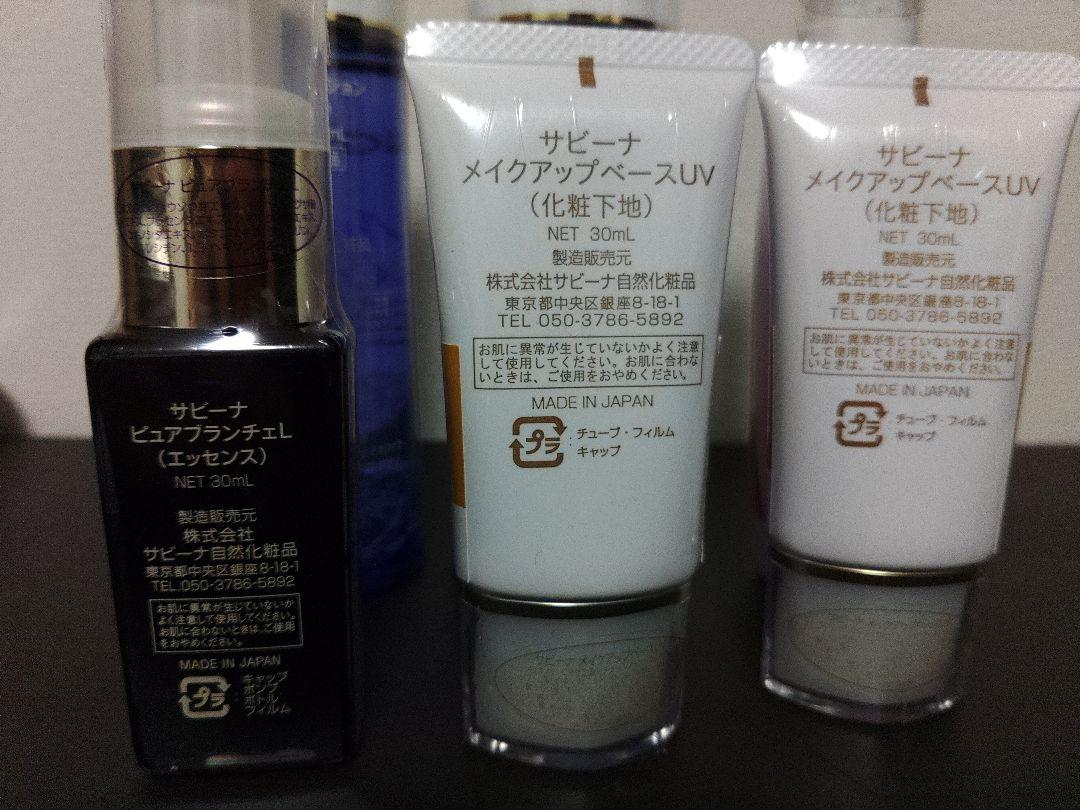 サビーナ ピュアブランチェL
サビーナ
ピュアブランチェL
(エッセンス)
NET 30mL
製造販売元
株式会社
サビーナ自然化粧品
東京都中央区銀座8-18-1
TEL.050-3786-5892
お肌に異常が生じていないか
よく注意して使用してください。
お肌に合わないときは、ご使用
をおやめください。
MADE IN JAPAN
プラ
キャップ
ポンプ
ボトル
フィルム
サビーナ
メイクアップベースUV
(化粧下地)
NET 30mL
製造販売元
株式会社サビーナ自然化粧品
東京都中央区銀座8-18-1
TEL 050-3786-5892
お肌に異常が生じていないかよく注意
して使用してください。お肌に合わな
いときは、ご使用をおやめください。
MADE IN JAPAN
プラ
チューブ・フィルム
キャップ
サビーナ
メイクアップベースUV
(化粧下地)
NET 30mL
製造販売元
株式会社サビーナ自然化粧品
東京都中央区銀座8-18-1
TEL 050-3786-5892
お肌に異常が生じていないかよく注意
して使用してください。お肌に合わな
いときは、ご使用をおやめください。
MADE IN JAPAN
プラ
チューブ・フィルム
キャップ